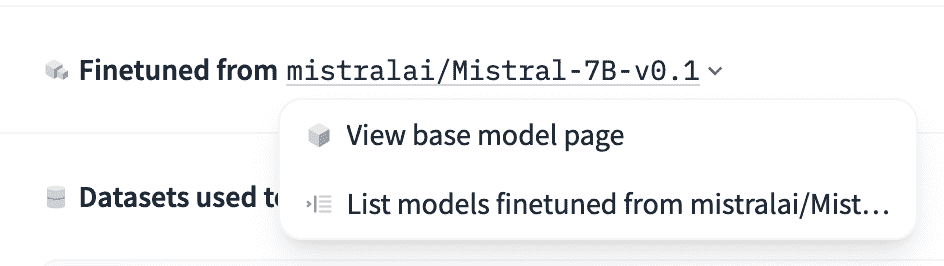 Finetuned from mistralai/Mistral-7B-v0.1
View base model page
Datasets used
List models finetuned from mistralai/Mist...